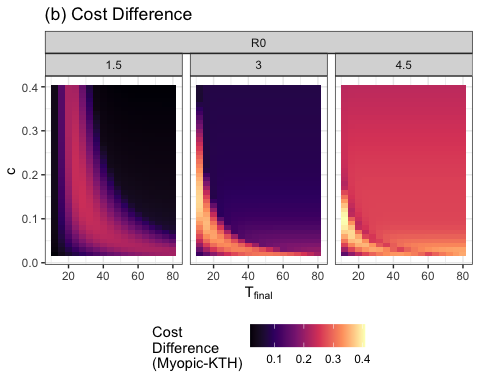 (b) Cost Difference
R0
1.5 3 4.5
0.4
0.3
0.2
0.1
0.0
c
20 40 60 80 20 40 60 80 20 40 60 80
T_final
Cost
Difference
(Myopic-KTH)
0.1 0.2 0.3 0.4